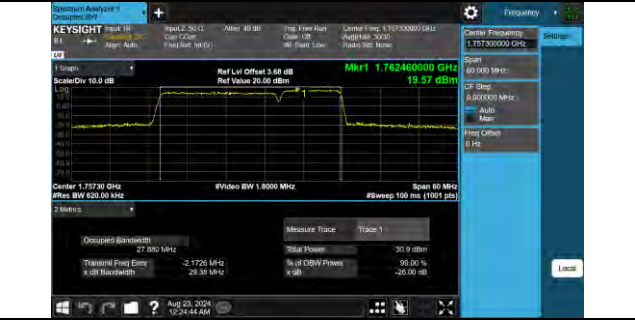 Spectrum Analyzer 1
Occupied BW
Frequency
KEYSIGHT Input: RF
Align: Auto
Input Z: 50 Ω
Atten: 40 dB
Trig: Free Run
Gate: Off
Center Freq: 1.757300000 GHz
Radio Std: None
Center Frequency
1.757300000 GHz
Settings
Span
60.000 MHz
CF Step
6.000000 MHz
Auto
Man
Freq Offset
0 Hz
1 Graph
Scale/Div 10.0 dB
Ref Lvl Offset 3.68 dB
Ref Value 20.00 dBm
Mkr1 1.762460000 GHz
19.57 dBm
Log
1
Center 1.75730 GHz
#Res BW 620.00 kHz
#Video BW 1.8000 MHz
Span 60 MHz
#Sweep 100 ms (1001 pts)
2 Metrics
Measure Trace
Trace 1
Occupied Bandwidth
27.880 MHz
Total Power
30.9 dBm
Transmit Freq Error
-2.1726 MHz
% of OBW Power
99.00 %
x dB Bandwidth
29.38 MHz
x dB
-26.00 dB
Local
Aug 23, 2024
12:24:44 AM